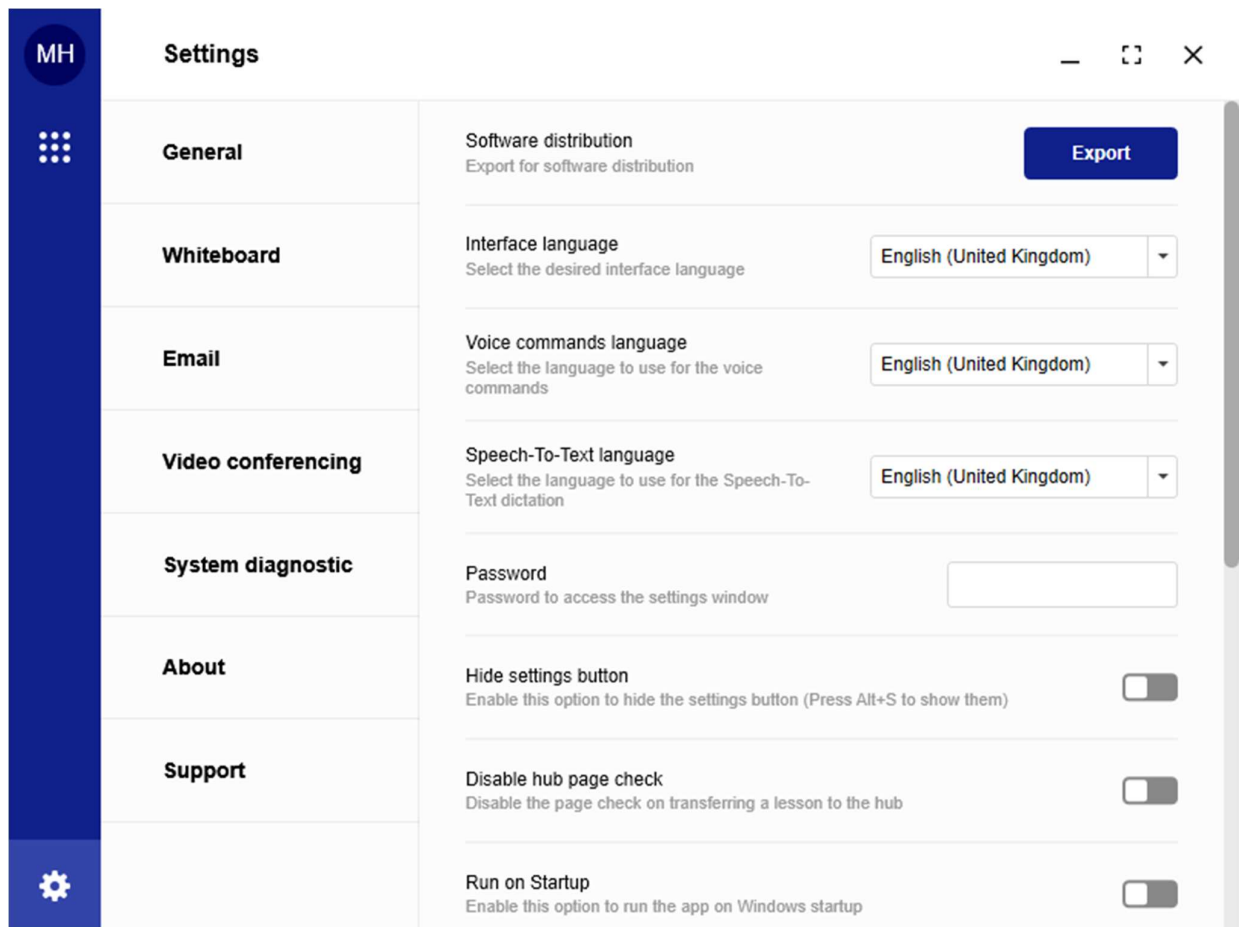 MH
Settings
General
Whiteboard
Email
Video conferencing
System diagnostic
About
Support
Software distribution
Export for software distribution
Export
Interface language
Select the desired interface language
English (United Kingdom)
Voice commands language
Select the language to use for the voice
commands
English (United Kingdom)
Speech-To-Text language
Select the language to use for the Speech-To-
Text dictation
English (United Kingdom)
Password
Password to access the settings window
Hide settings button
Enable this option to hide the settings button (Press Alt+S to show them)
Disable hub page check
Disable the page check on transferring a lesson to the hub
Run on Startup
Enable this option to run the app on Windows startup